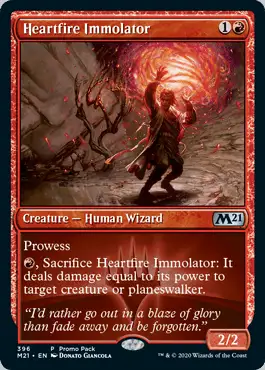 Heartfire Immolator 1R
Creature — Human Wizard M21
Prowess
R, Sacrifice Heartfire Immolator: It
deals damage equal to its power to
target creature or planeswalker.
"I'd rather go out in a blaze of glory
than fade away and be forgotten."
2/2
396 P Promo Pack
M21 • EN Donato Giancola ™ & © 2020 Wizards of the Coast